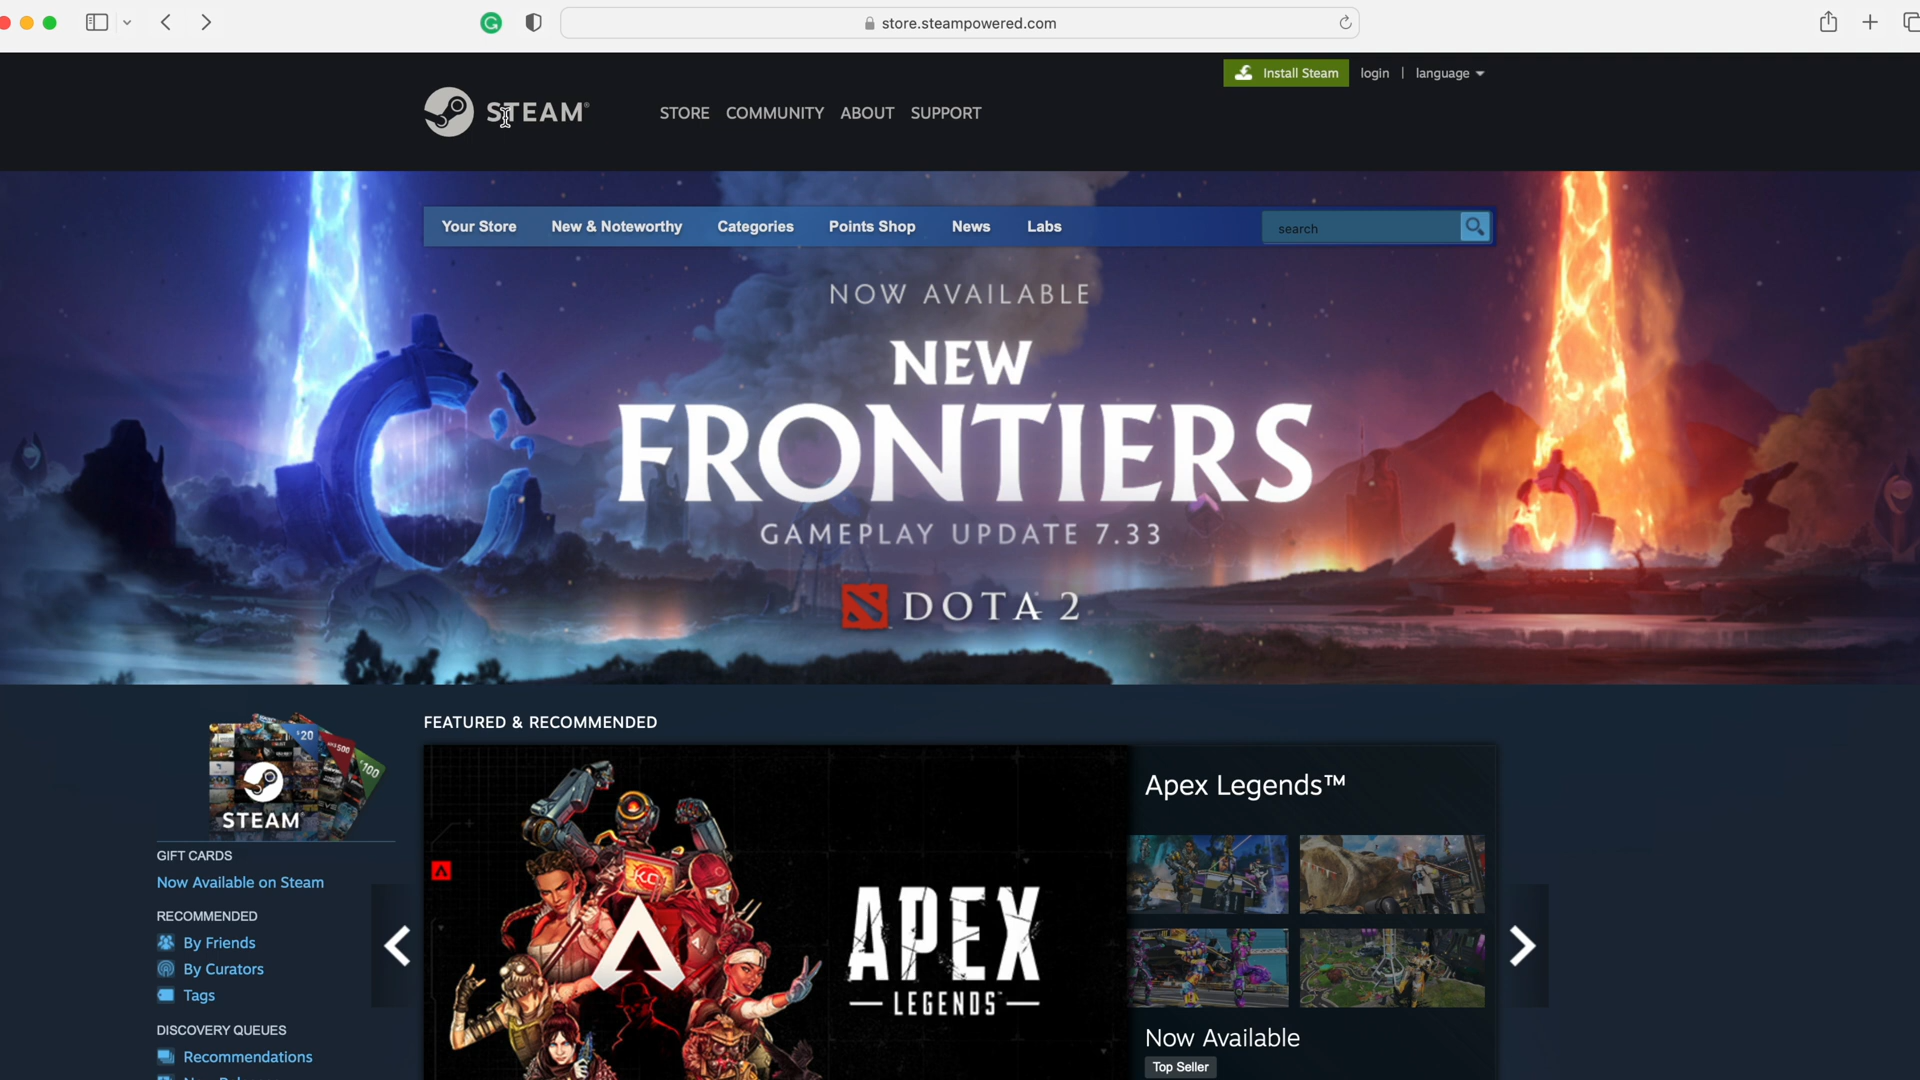 store.steampowered.com
Install Steam login | language
STEAM®
STORE COMMUNITY ABOUT SUPPORT
Your Store New & Noteworthy Categories Points Shop News Labs search
NOW AVAILABLE
NEW
FRONTIERS
GAMEPLAY UPDATE 7.33
DOTA 2
FEATURED & RECOMMENDED
STEAM
GIFT CARDS
Now Available on Steam
RECOMMENDED
By Friends
By Curators
Tags
DISCOVERY QUEUES
Recommendations
APEX
LEGENDS™
Apex Legends™
Now Available
Top Seller